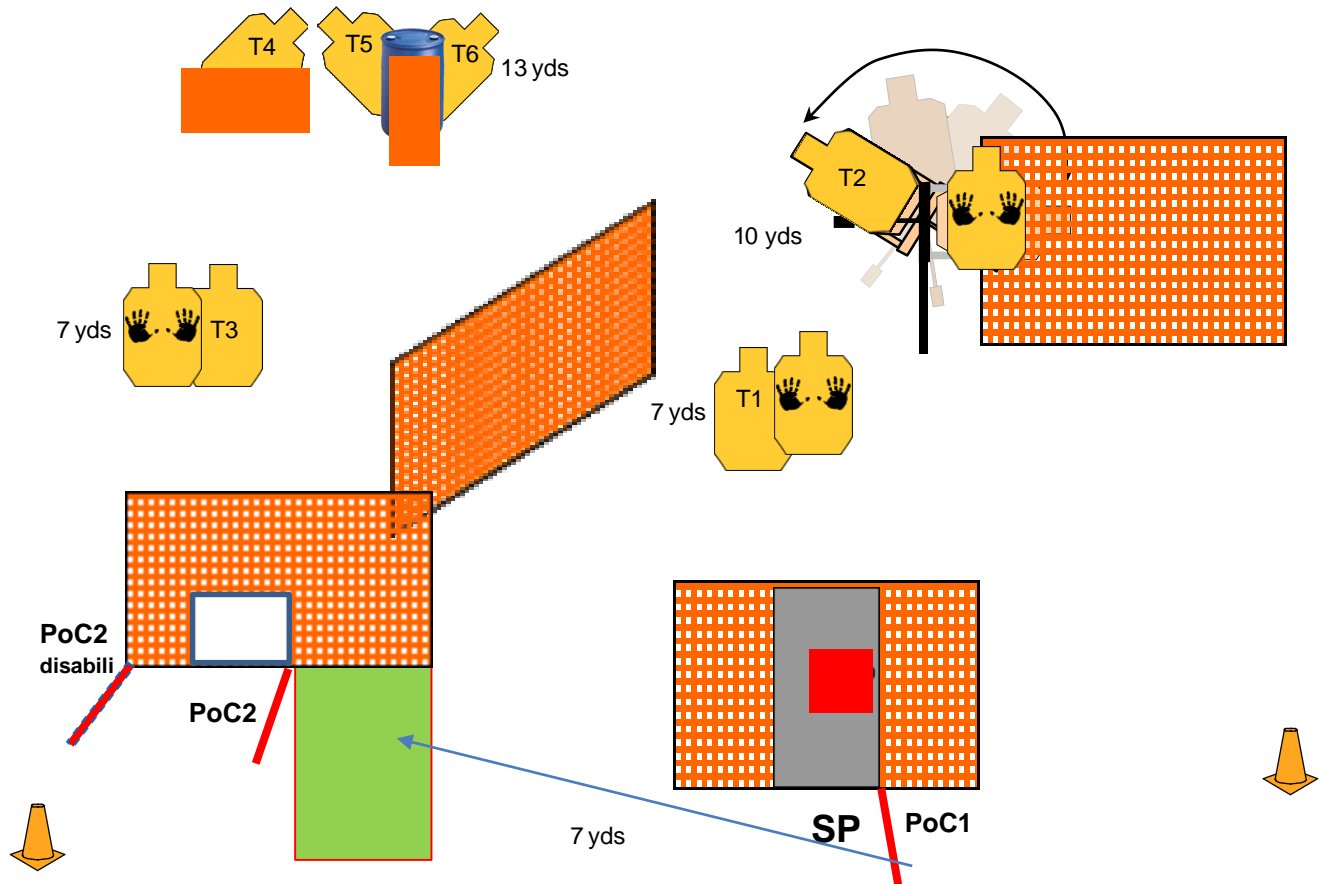 T4
T5
T6
13 yds
T2
10 yds
7 yds
T3
T1
7 yds
PoC2
disabili
PoC2
SP
PoC1
7 yds